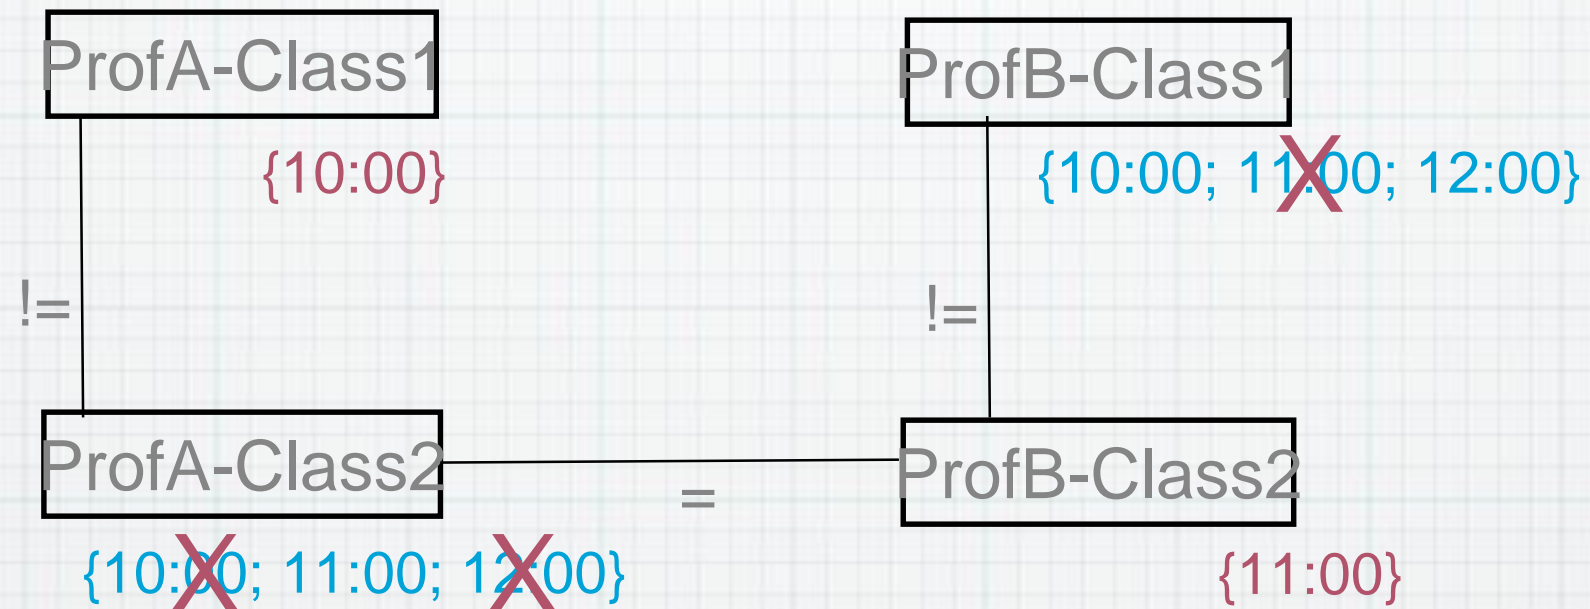 ProfA-Class1
ProfB-Class1
{10:00}
{10:00; 11:00; 12:00}
X
!=
!=
ProfA-Class2
ProfB-Class2
=
{10:00; 11:00; 12:00}
X
X
{11:00}